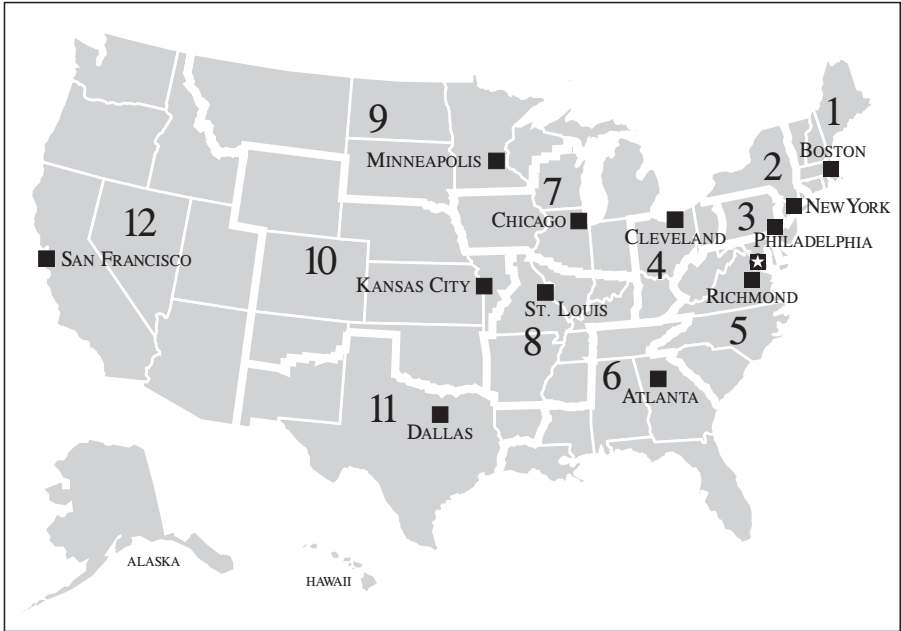 1
BOSTON
9
2
MINNEAPOLIS
7
NEW YORK
12
3
CHICAGO
CLEVELAND
PHILADELPHIA
SAN FRANCISCO
10
4
KANSAS CITY
RICHMOND
ST. LOUIS
5
8
6
ATLANTA
11
DALLAS
ALASKA
HAWAII